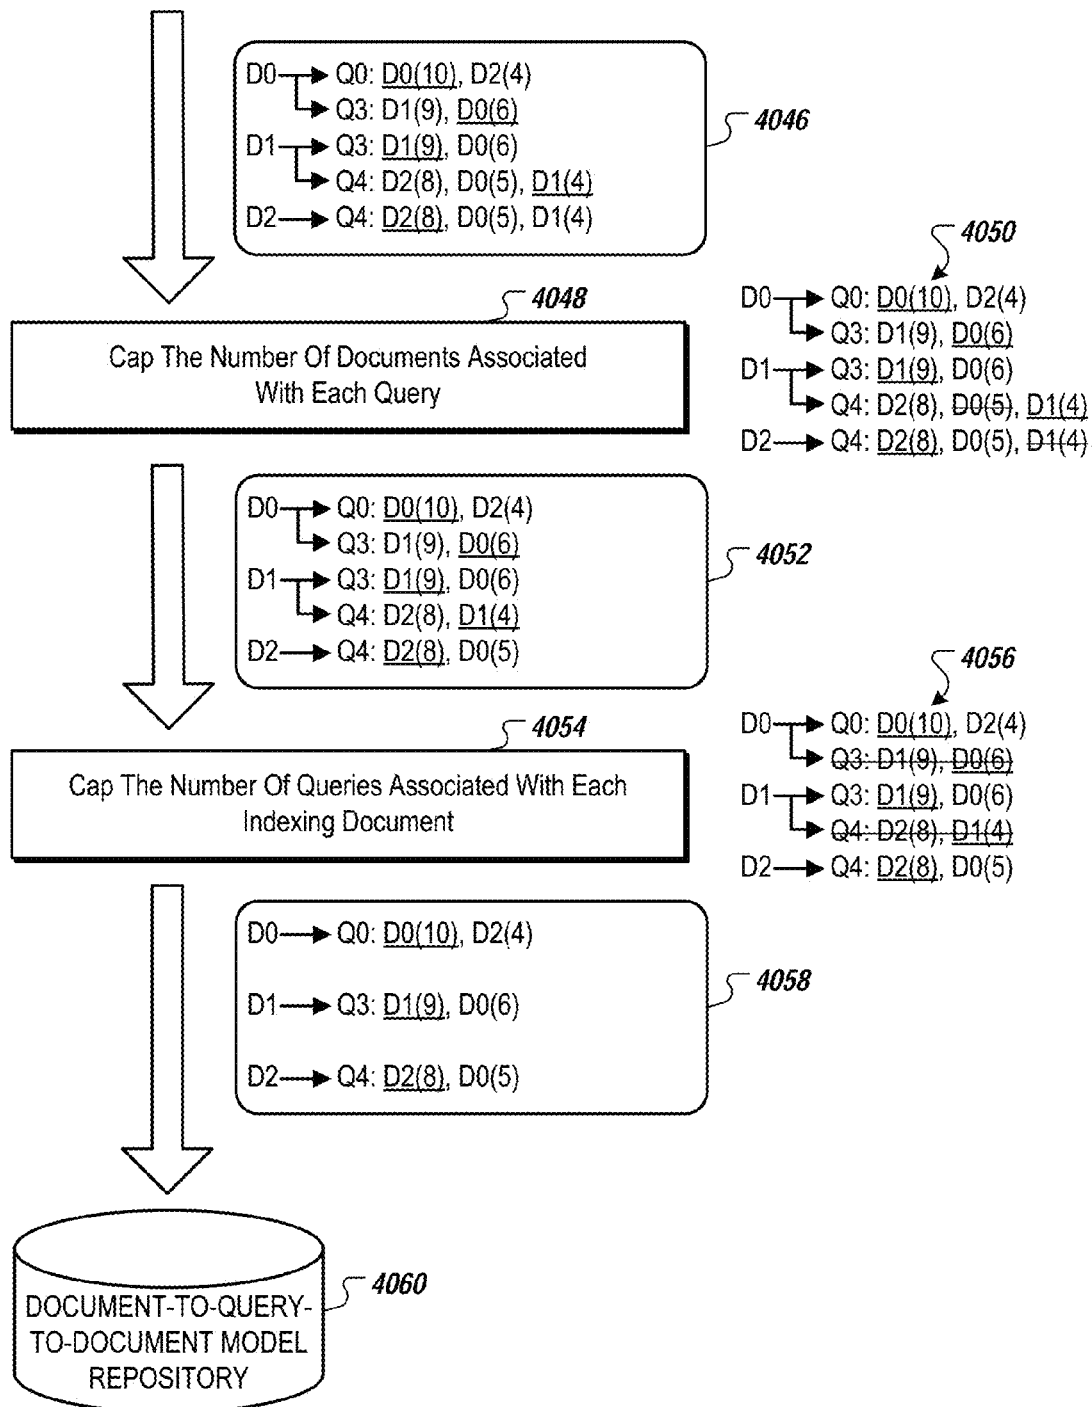 D0 Q0: D0(10), D2(4)
Q3: D1(9), D0(6)
D1 Q3: D1(9), D0(6)
Q4: D2(8), D0(5), D1(4)
D2 Q4: D2(8), D0(5), D1(4)
4046
4048
Cap The Number Of Documents Associated
With Each Query
4050
D0 Q0: D0(10), D2(4)
Q3: D1(9), D0(6)
D1 Q3: D1(9), D0(6)
Q4: D2(8), D0(5), D1(4)
D2 Q4: D2(8), D0(5), D1(4)
D0 Q0: D0(10), D2(4)
Q3: D1(9), D0(6)
D1 Q3: D1(9), D0(6)
Q4: D2(8), D1(4)
D2 Q4: D2(8), D0(5)
4052
4054
Cap The Number Of Queries Associated With Each
Indexing Document
4056
D0 Q0: D0(10), D2(4)
Q3: D1(9), D0(6)
D1 Q3: D1(9), D0(6)
Q4: D2(8), D1(4)
D2 Q4: D2(8), D0(5)
D0 Q0: D0(10), D2(4)
D1 Q3: D1(9), D0(6)
D2 Q4: D2(8), D0(5)
4058
4060
DOCUMENT-TO-QUERY-
TO-DOCUMENT MODEL
REPOSITORY